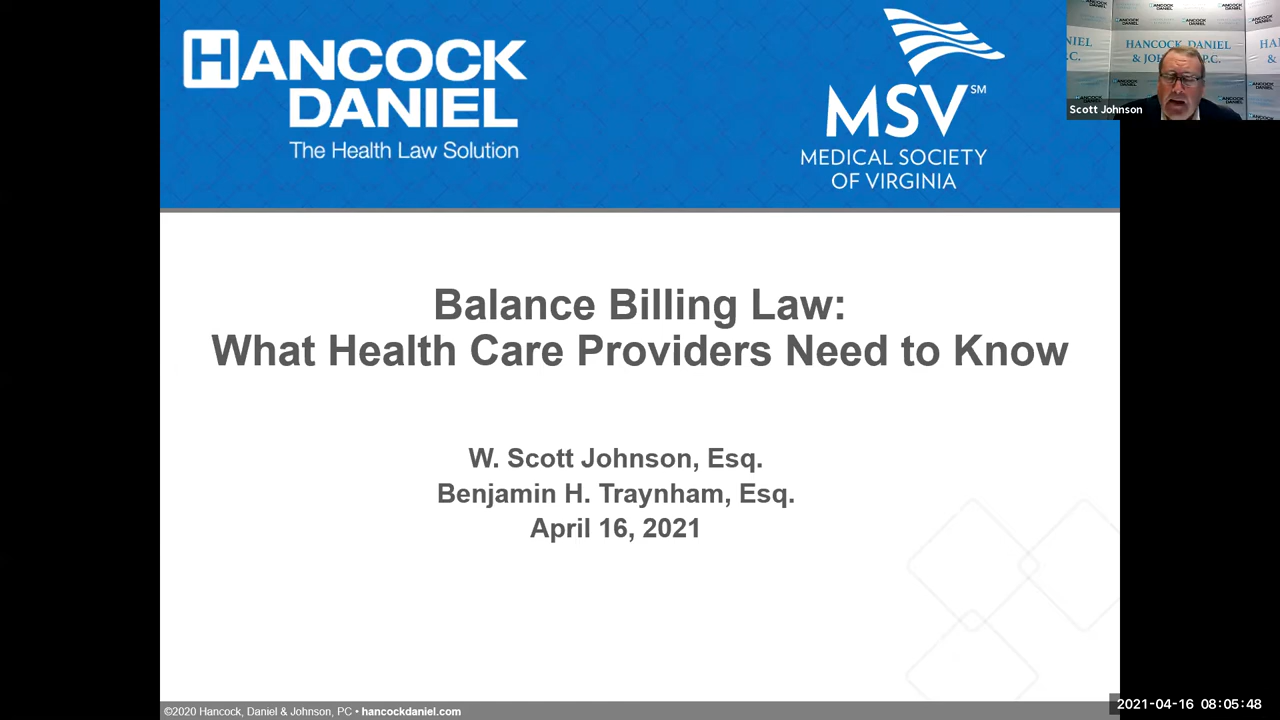 HANCOCK
DANIEL
The Health Law Solution
MSV SM
MEDICAL SOCIETY
OF VIRGINIA
HANCOCK, DANIEL
Scott Johnson
Balance Billing Law:
What Health Care Providers Need to Know
W. Scott Johnson, Esq.
Benjamin H. Traynham, Esq.
April 16, 2021
©2020 Hancock, Daniel & Johnson, PC • hancockdaniel.com
2021-04-16 08:05:48